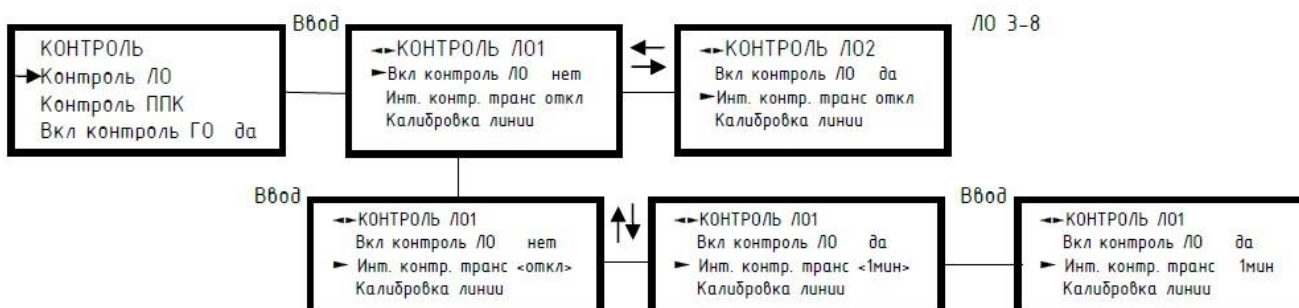 Ввод
ЛО 3-8
КОНТРОЛЬ
Контроль ЛО
Контроль ППК
Вкл контроль ГО да
◄►КОНТРОЛЬ ЛО1
►Вкл контроль ЛО нет
Инт. контр. транс откл
Калибровка линии
◄►КОНТРОЛЬ ЛО2
Вкл контроль ЛО да
►Инт. контр. транс откл
Калибровка линии
Ввод
◄►КОНТРОЛЬ ЛО1
Вкл контроль ЛО нет
► Инт. контр. транс <откл>
Калибровка линии
◄►КОНТРОЛЬ ЛО1
Вкл контроль ЛО да
► Инт. контр. транс <1мин>
Калибровка линии
Ввод
◄►КОНТРОЛЬ ЛО1
Вкл контроль ЛО да
► Инт. контр. транс 1мин
Калибровка линии